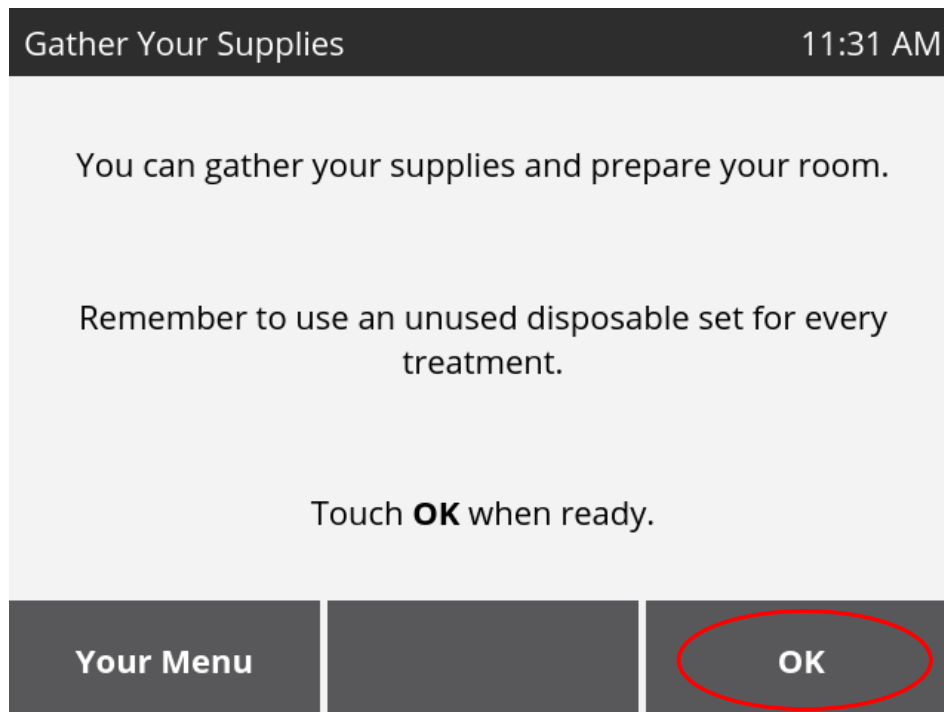 Gather Your Supplies 11:31 AM
You can gather your supplies and prepare your room.
Remember to use an unused disposable set for every
treatment.
Touch OK when ready.
Your Menu OK